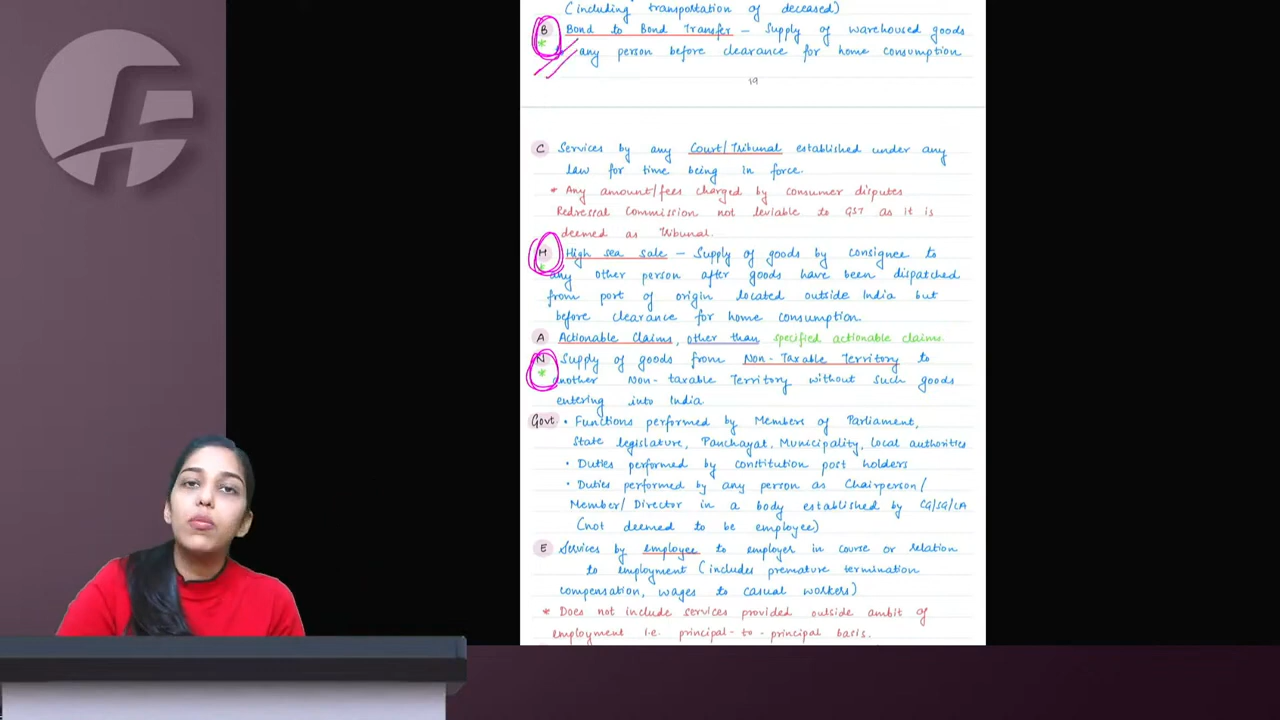 (including transportation of deceased)
B Bond to Bond Transfer – Supply of warehoused goods
* to any person before clearance for home consumption
19
C Services by any Court/Tribunal established under any
law for time being in force.
* Any amount/fees charged by consumer disputes
Redressal Commission not leviable to GST as it is
deemed as Tribunal.
H High sea sale – Supply of goods by consignee to
* any other person after goods have been dispatched
from port of origin located outside India but
before clearance for home consumption.
A Actionable Claims, other than specified actionable claims.
N Supply of goods from Non-Taxable Territory to
* another Non-taxable Territory without such goods
entering into India.
Govt • Functions performed by Members of Parliament,
State legislature, Panchayat, Municipality, Local authorities
• Duties performed by constitution post holders
• Duties performed by any person as Chairperson/
Member/Director in a body established by CG/SG/LA
(not deemed to be employee)
E Services by employee to employer in course or relation
to employment (includes premature termination
compensation, wages to casual workers)
* Does not include services provided outside ambit of
employment i.e. principal-to-principal basis.